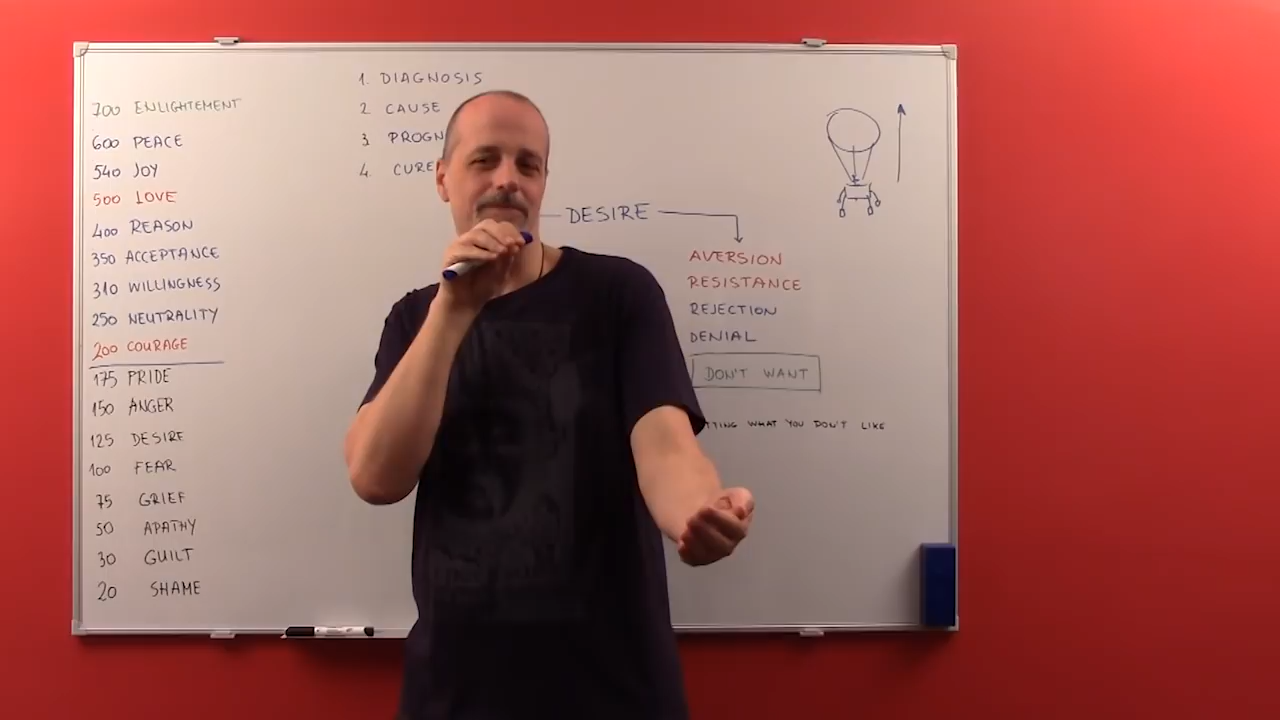 700 ENLIGHTEMENT
600 PEACE
540 JOY
500 LOVE
400 REASON
350 ACCEPTANCE
310 WILLINGNESS
250 NEUTRALITY
200 COURAGE
175 PRIDE
150 ANGER
125 DESIRE
100 FEAR
75 GRIEF
50 APATHY
30 GUILT
20 SHAME
1. DIAGNOSIS
2. CAUSE
3. PROGN
4. CURE
DESIRE
AVERSION
RESISTANCE
REJECTION
DENIAL
DON'T WANT
TTING WHAT YOU DON'T LIKE